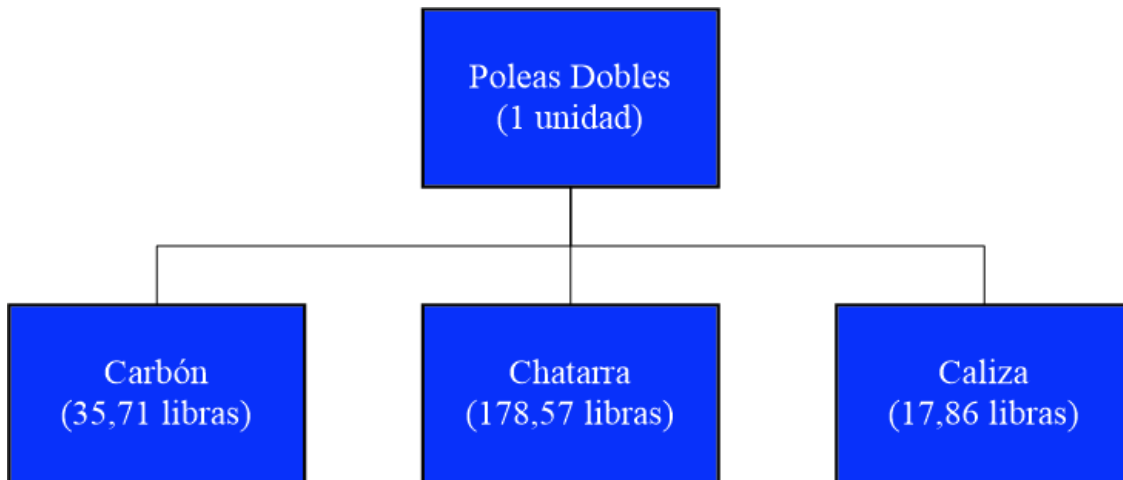 Poleas Dobles
(1 unidad)
Carbón
(35,71 libras)
Chatarra
(178,57 libras)
Caliza
(17,86 libras)